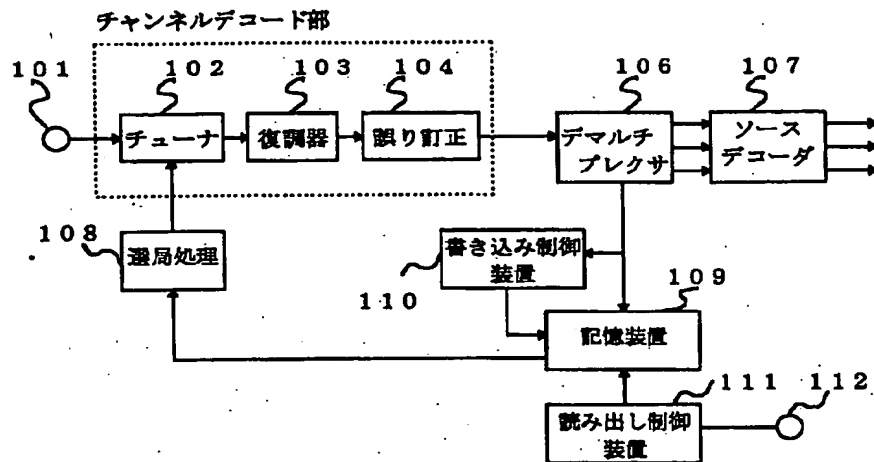 チャンネルデコード部
101
102
103
104
106
107
チューナ
復調器
誤り訂正
デマルチ
プレクサ
ソース
デコーダ
108
選局処理
書き込み制御
装置
110
109
記憶装置
111
112
読み出し制御
装置